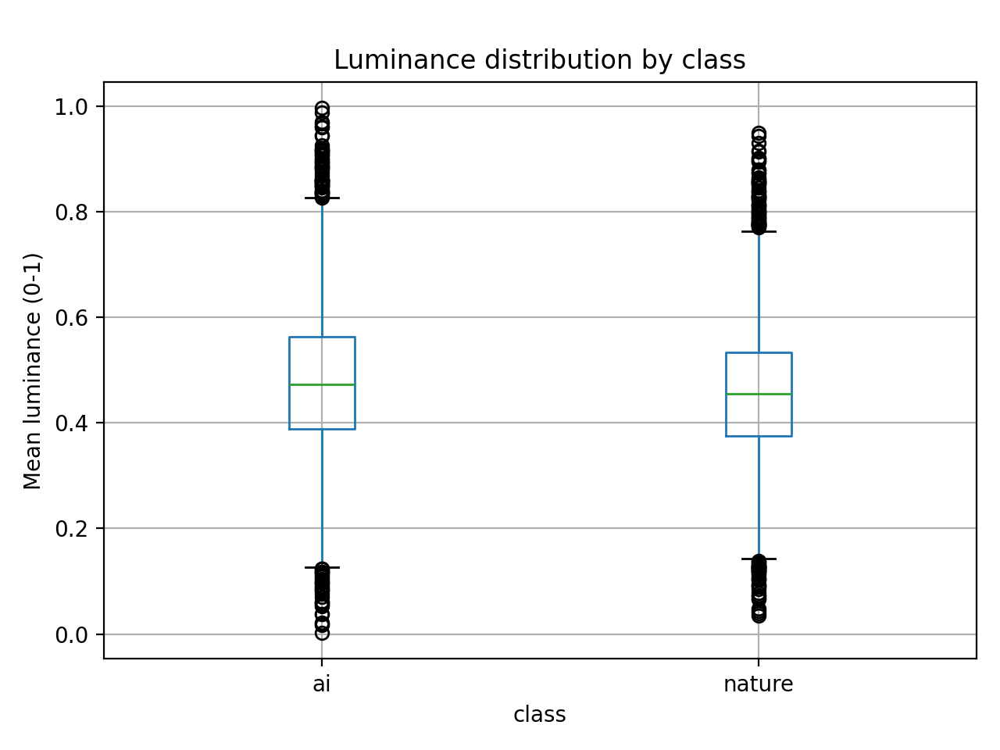 Luminance distribution by class
Mean luminance (0-1)
1.0
0.8
0.6
0.4
0.2
0.0
ai
nature
class